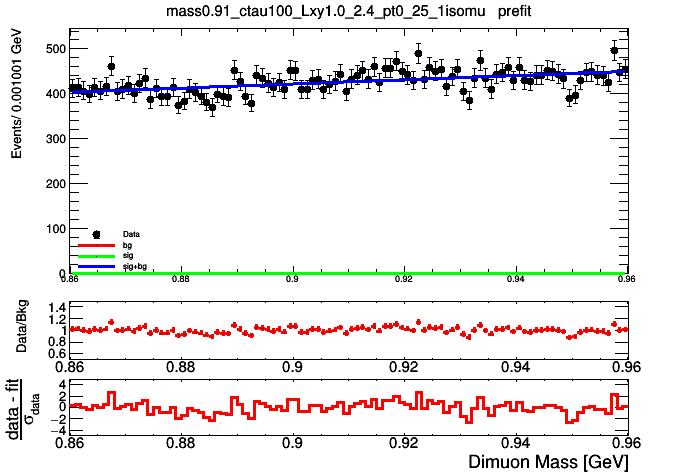 mass0.91_ctau100_Lxy1.0_2.4_pt0_25_1isomu prefit
Events/ 0.001001 GeV
500
400
300
200
100
0
Data
bg
sig
sig+bg
0.86 0.88 0.9 0.92 0.94 0.96
Data/Bkg
1.4
1.2
1
0.8
0.6
0.86 0.88 0.9 0.92 0.94 0.96
data - fit
σdata
4
2
0
−2
−4
0.86 0.88 0.9 0.92 0.94 0.96
Dimuon Mass [GeV]